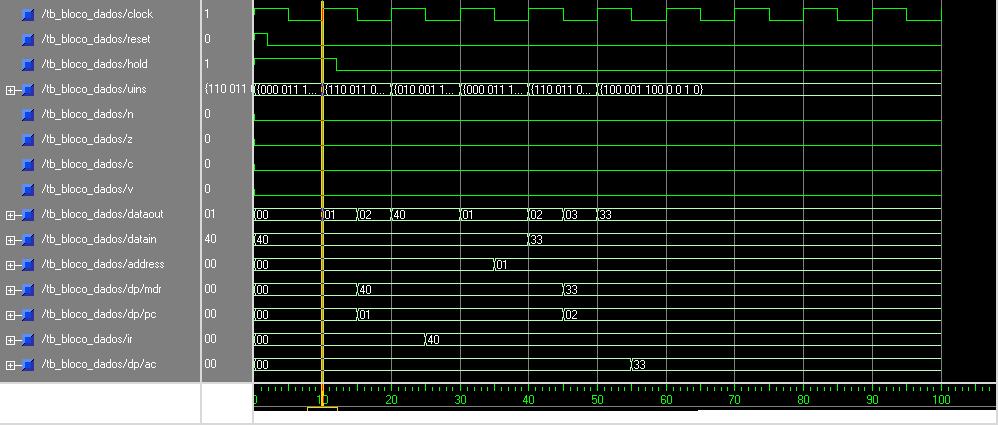 /tb_bloco_dados/clock 1
/tb_bloco_dados/reset 0
/tb_bloco_dados/hold 1
/tb_bloco_dados/uins {110 011 {000 011 1... {110 011 0... {010 001 1... {000 011 1... {110 011 0... {100 001 100 0 0 1 0}
/tb_bloco_dados/n 0
/tb_bloco_dados/z 0
/tb_bloco_dados/c 0
/tb_bloco_dados/v 0
/tb_bloco_dados/dataout 01 00 01 02 40 01 02 03 33
/tb_bloco_dados/datain 40 40 33
/tb_bloco_dados/address 00 00 01
/tb_bloco_dados/dp/mdr 00 00 40 33
/tb_bloco_dados/dp/pc 00 00 01 02
/tb_bloco_dados/ir 00 00 40
/tb_bloco_dados/dp/ac 00 00 33
0 10 20 30 40 50 60 70 80 90 100